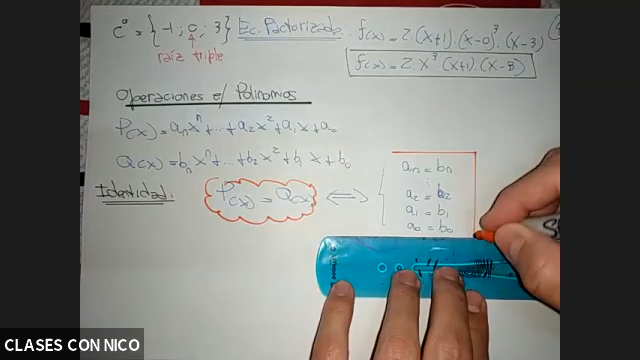 C⁰ = {-1; 0; 3} Ec. Factorizada: f(x) = 2.(x+1).(x-0)³.(x-3)
raíz triple
f(x) = 2.x³(x+1).(x-3)
Operaciones e/ Polinomios
P(x) = aₙxⁿ+...+a₂x²+a₁x+a₀
Q(x) = bₙxⁿ+...+b₂x²+b₁x+b₀
Identidad: P(x) = Q(x) ⟺ { aₙ = bₙ
⋮
a₂ = b₂
a₁ = b₁
a₀ = b₀
CLASES CON NICO